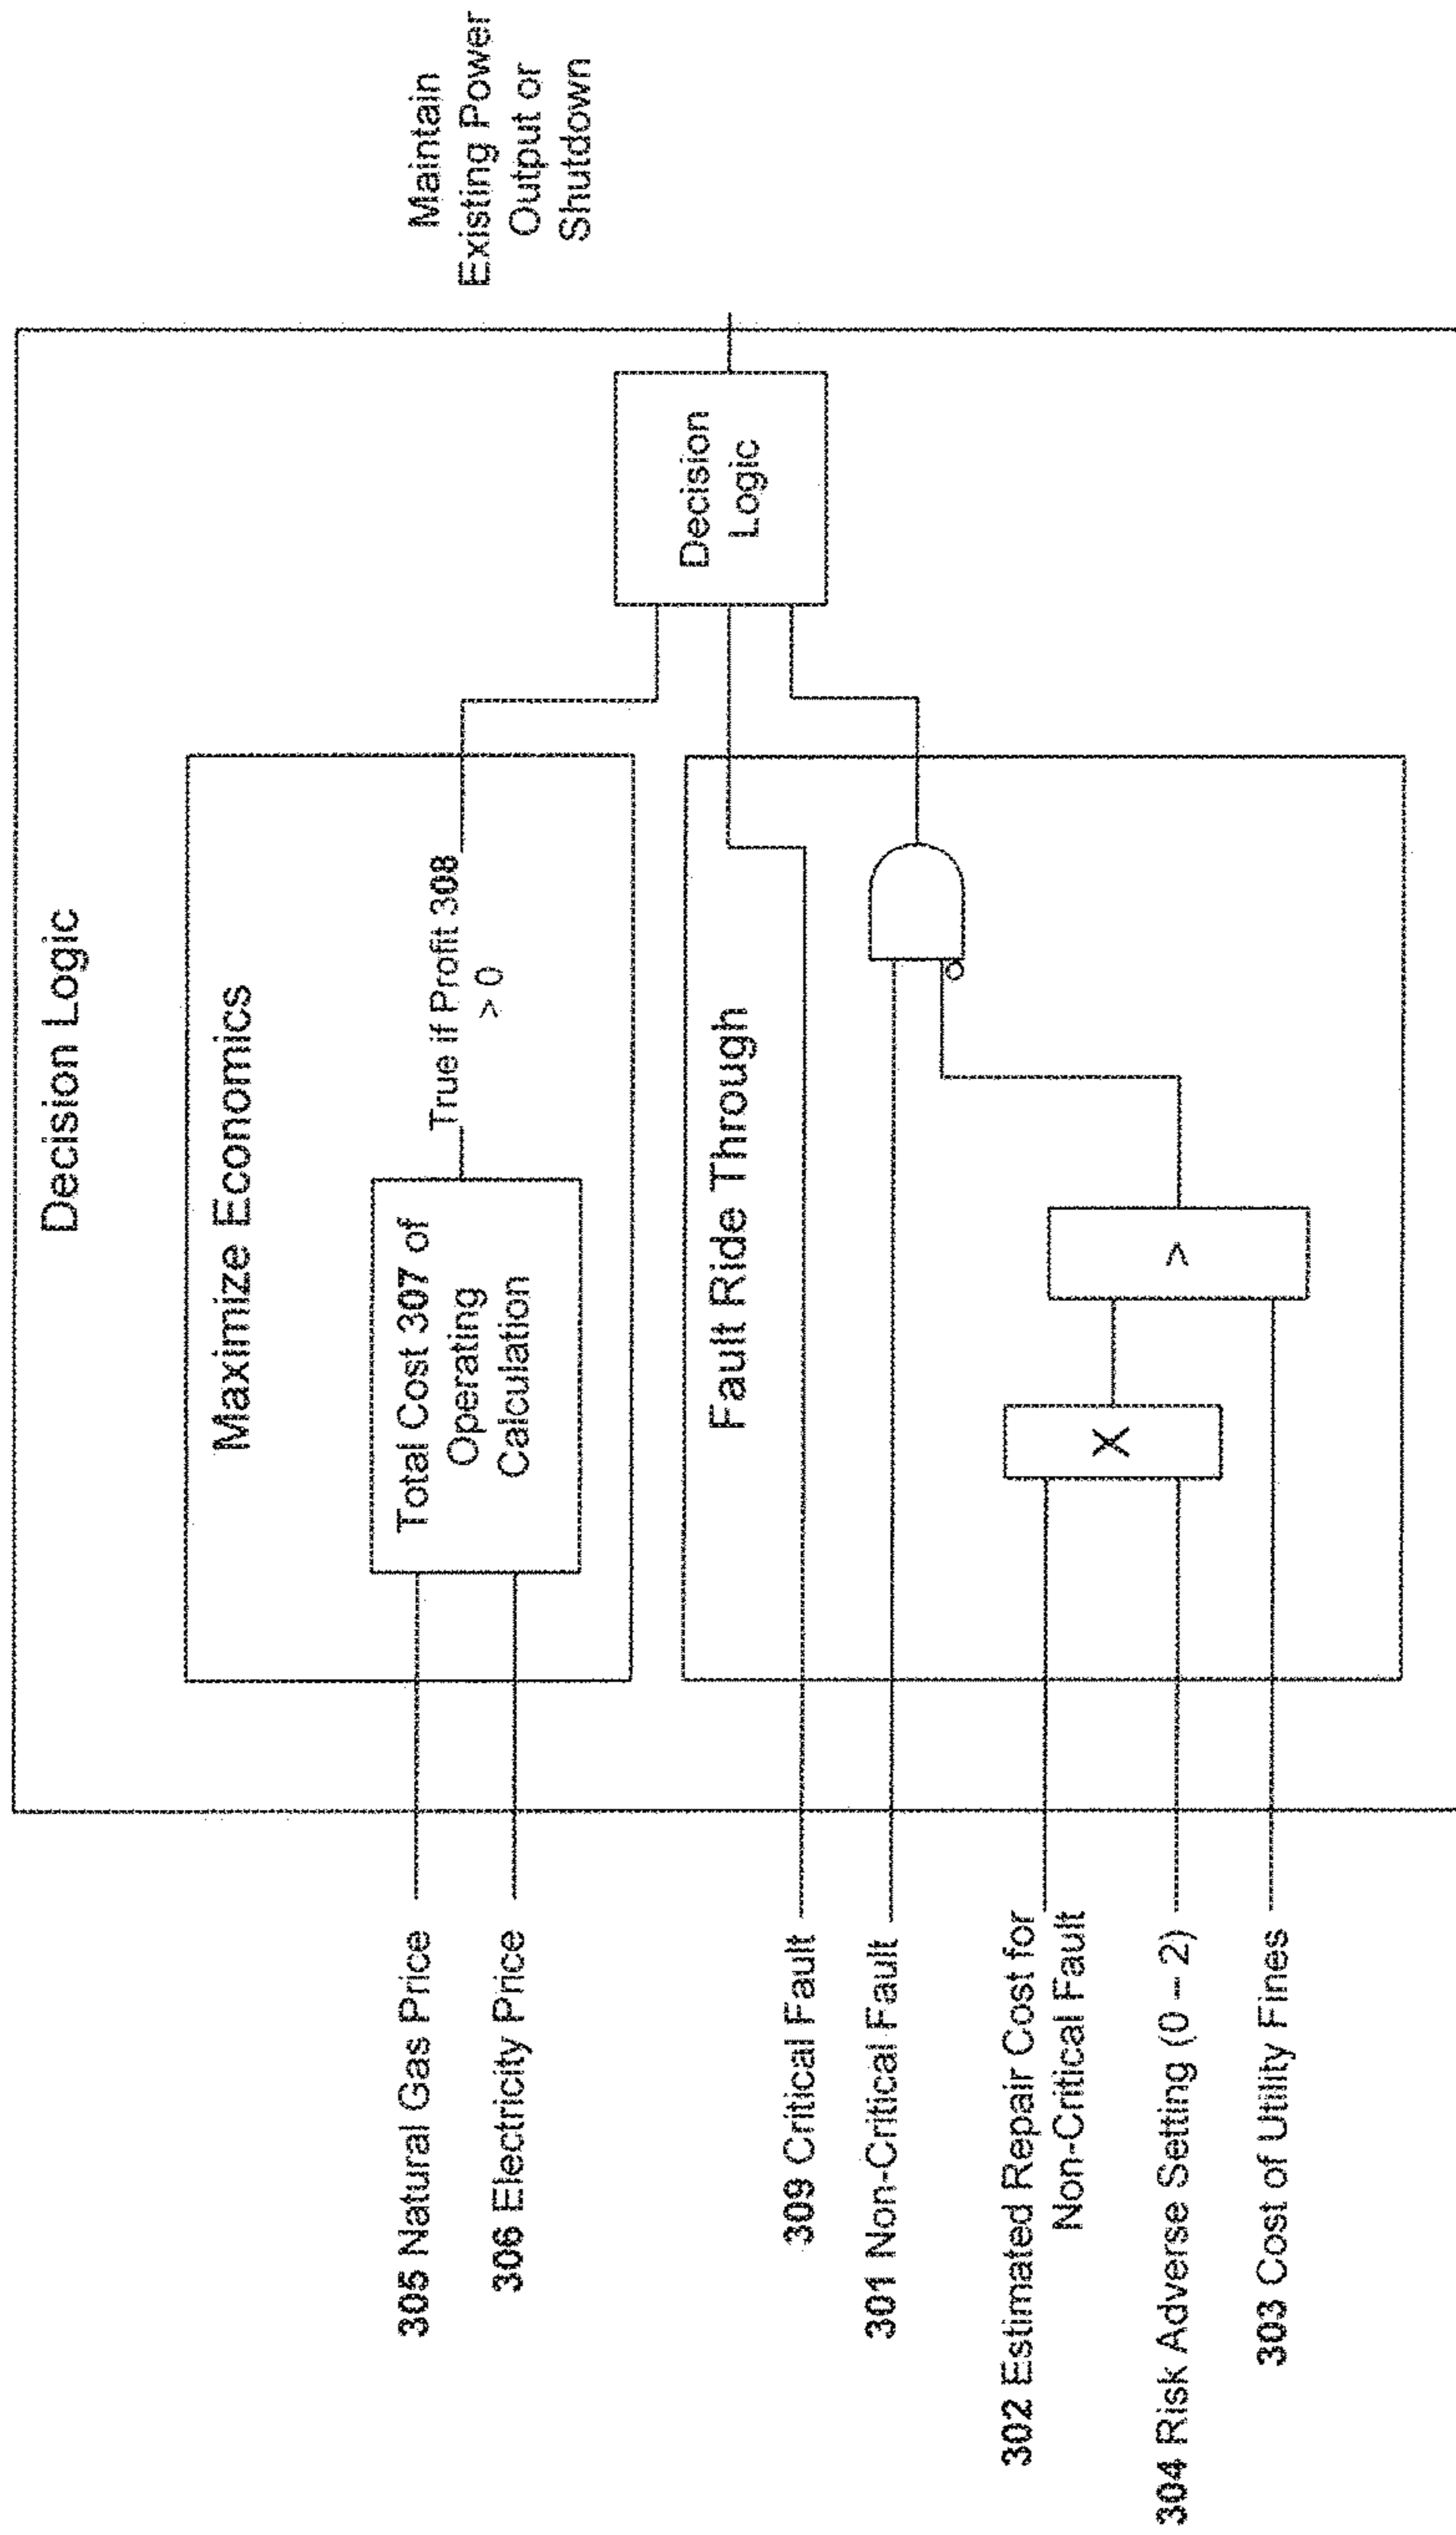 Decision Logic
Maximize Economics
305 Natural Gas Price
306 Electricity Price
Total Cost 307 of
Operating
Calculation
True if Profit 308
> 0
Maintain
Existing Power
Output or
Shutdown
Decision
Logic
Fault Ride Through
309 Critical Fault
301 Non-Critical Fault
302 Estimated Repair Cost for
Non-Critical Fault
304 Risk Adverse Setting (0 – 2)
303 Cost of Utility Fines
X
>